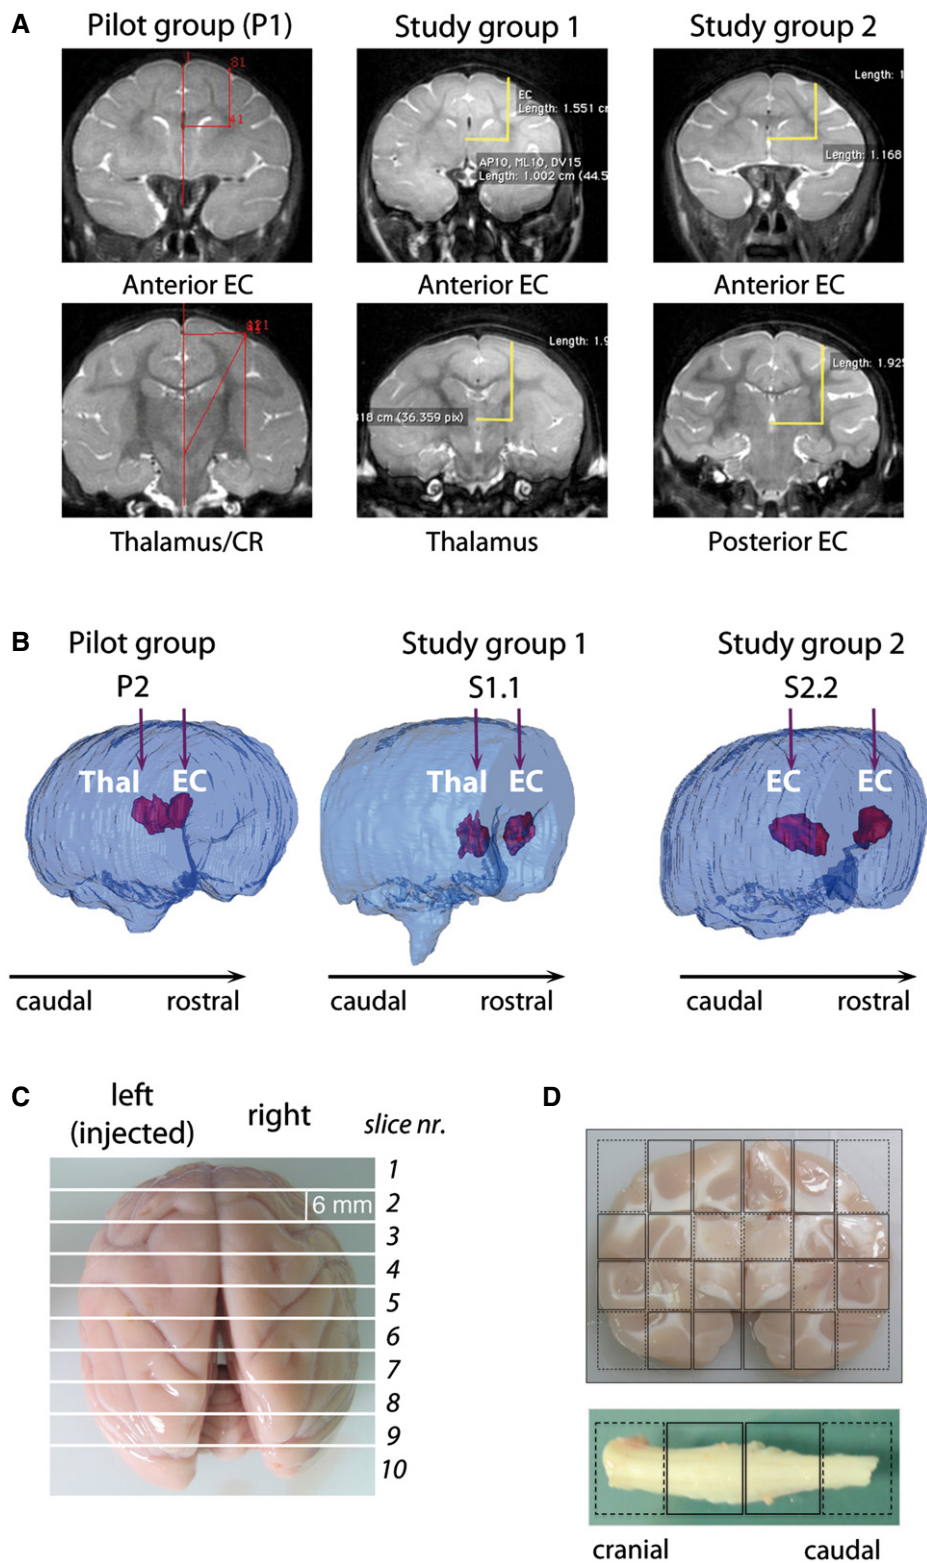 A
Pilot group (P1)
Study group 1
Study group 2
1
81
41
EC
Length: 1.551 cm
AP10, ML10, DV15
Length: 1.002 cm (44.5
Length: 1
Length: 1.168
Anterior EC
Anterior EC
Anterior EC
Length: 1.9
318 cm (36.359 pix)
Length: 1.925
Thalamus/CR
Thalamus
Posterior EC
B
Pilot group
Study group 1
Study group 2
P2
S1.1
S2.2
Thal
EC
Thal
EC
EC
EC
caudal
rostral
caudal
rostral
caudal
rostral
C
left
(injected)
right
slice nr.
1
2
6 mm
3
4
5
6
7
8
9
10
D
cranial
caudal